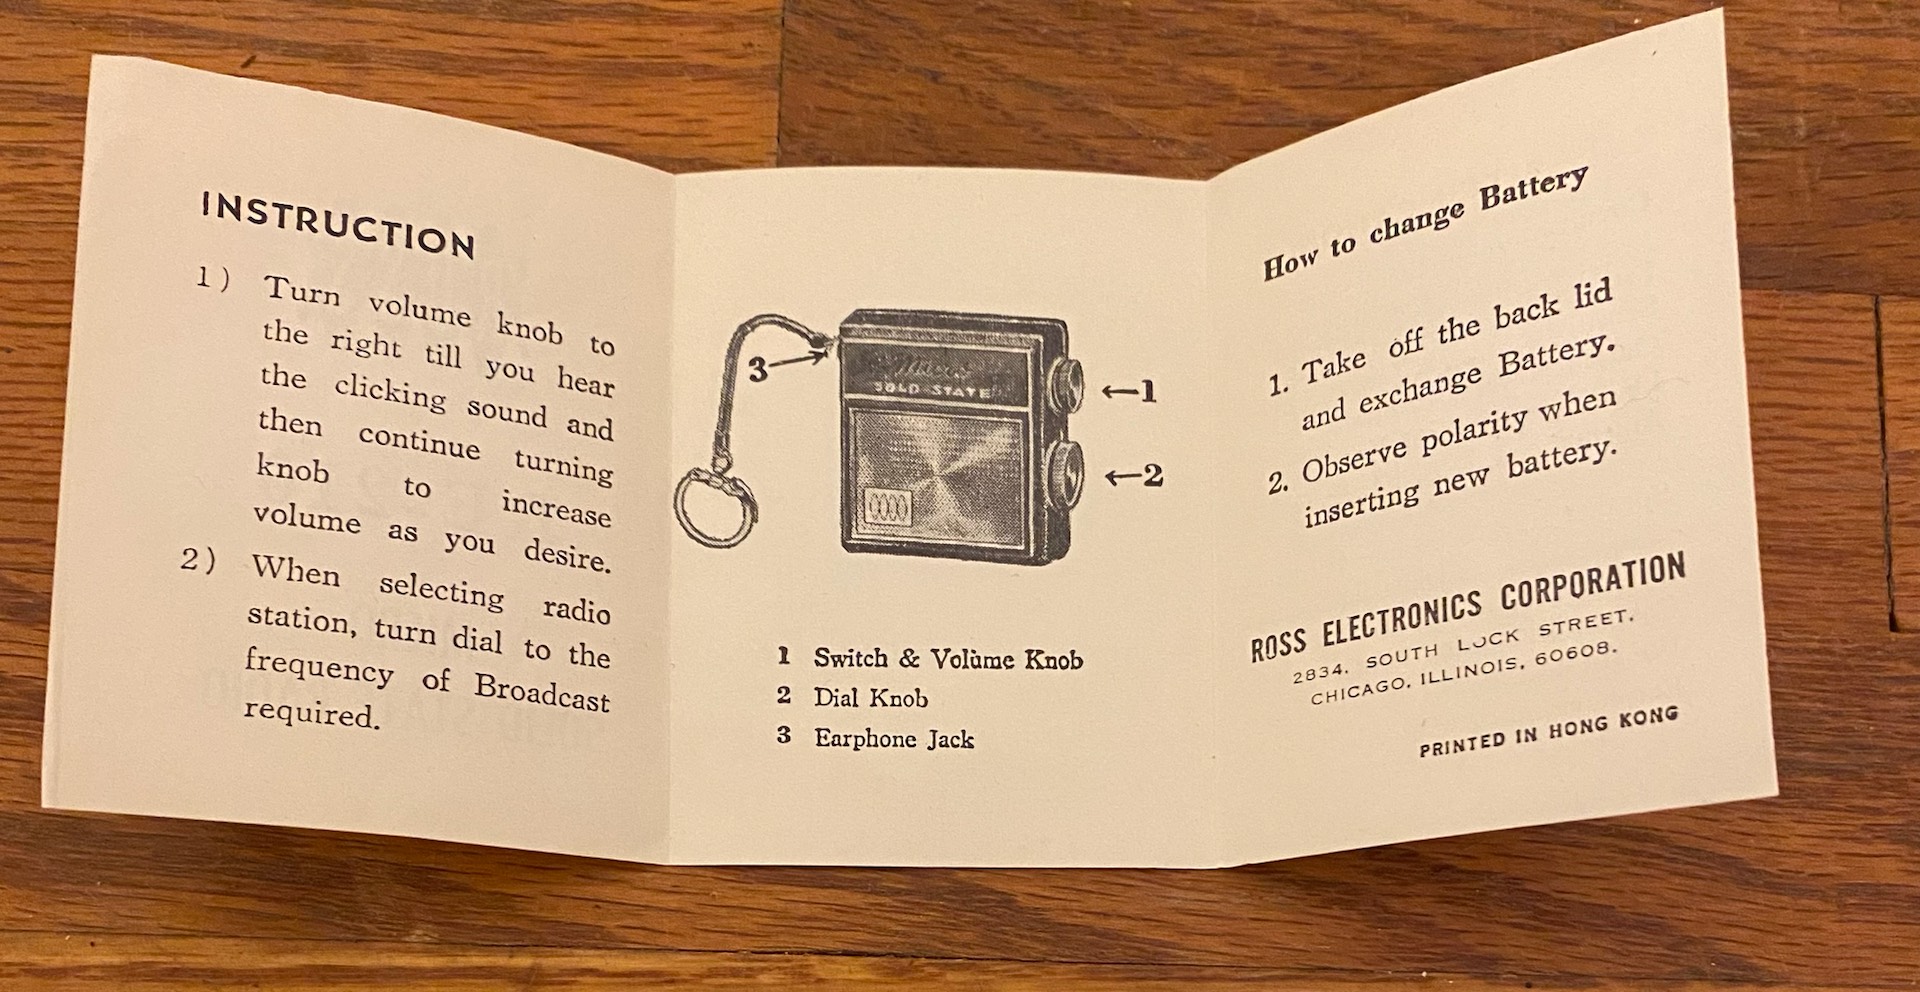 INSTRUCTION
1) Turn volume knob to
the right till you hear
the clicking sound and
then continue turning
knob to increase
volume as you desire.
2) When selecting radio
station, turn dial to the
frequency of Broadcast
required.
3
SOLID STATE
←1
←2
1 Switch & Volume Knob
2 Dial Knob
3 Earphone Jack
How to change Battery
1. Take off the back lid
and exchange Battery.
2. Observe polarity when
inserting new battery.
ROSS ELECTRONICS CORPORATION
2834, SOUTH LOCK STREET,
CHICAGO, ILLINOIS, 60608.
PRINTED IN HONG KONG